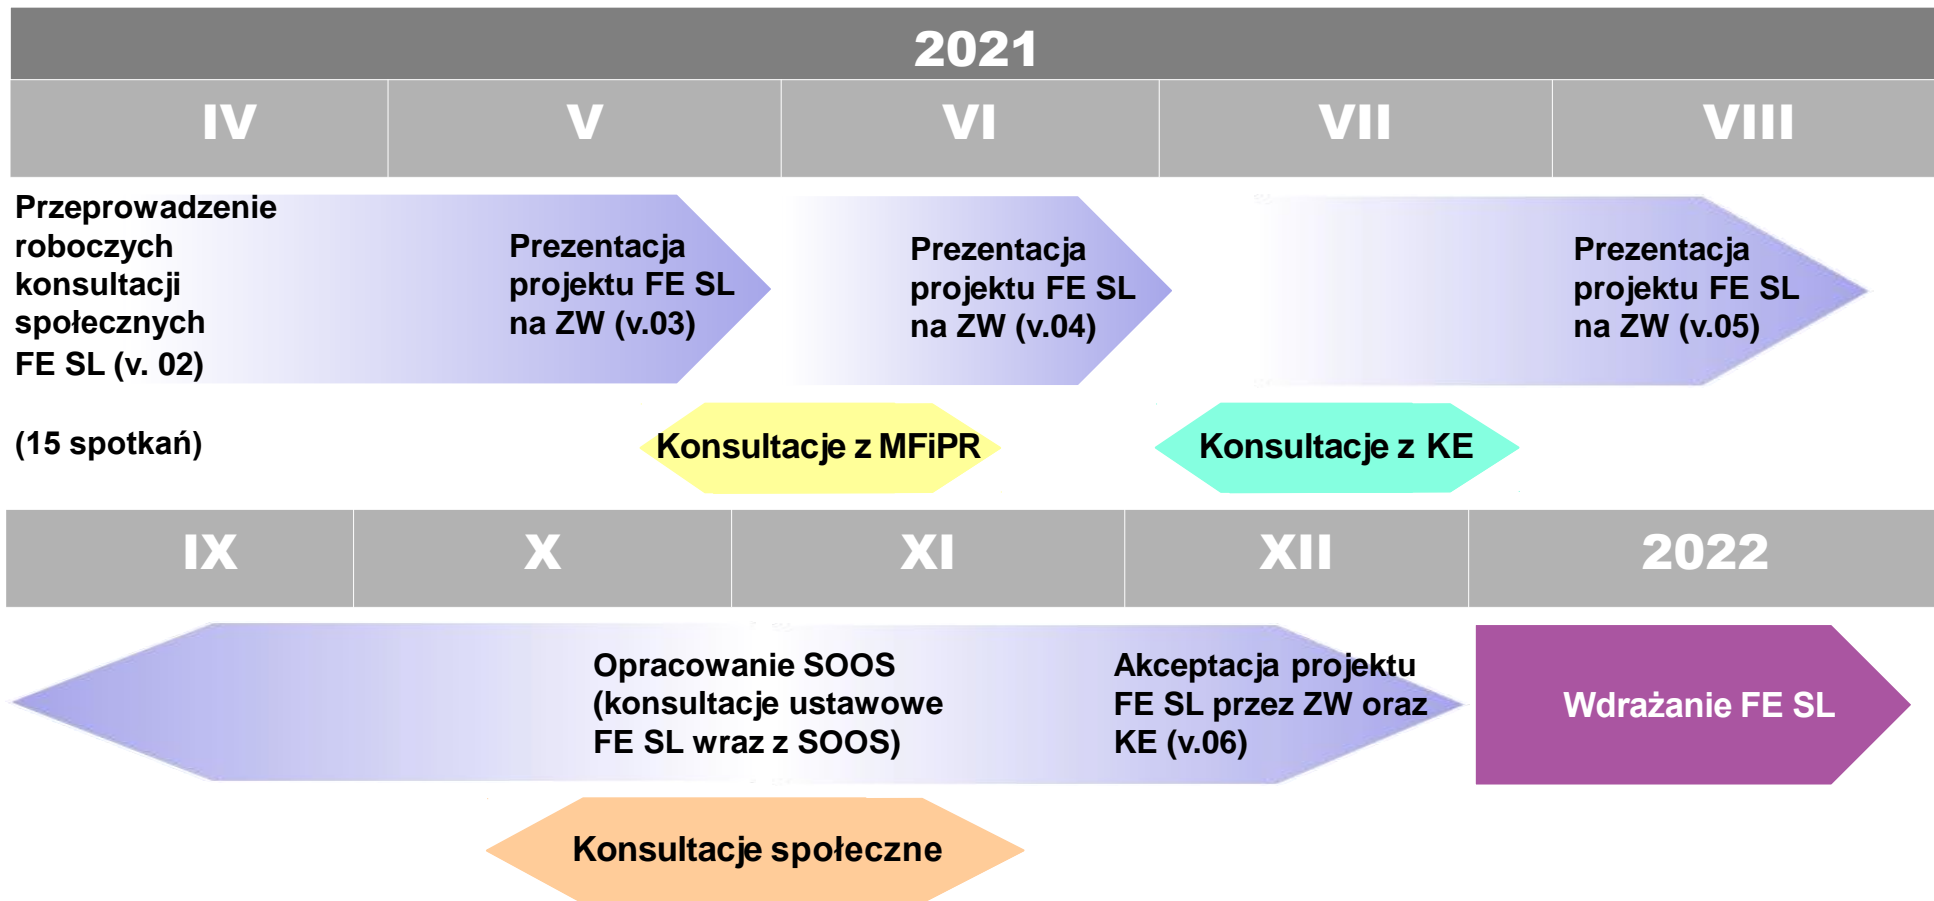 2021
IV V VI VII VIII
Przeprowadzenie
roboczych
konsultacji
społecznych
FE SL (v. 02)
(15 spotkań)
Prezentacja
projektu FE SL
na ZW (v.03)
Prezentacja
projektu FE SL
na ZW (v.04)
Prezentacja
projektu FE SL
na ZW (v.05)
Konsultacje z MFiPR
Konsultacje z KE
IX X XI XII 2022
Opracowanie SOOS
(konsultacje ustawowe
FE SL wraz z SOOS)
Akceptacja projektu
FE SL przez ZW oraz
KE (v.06)
Wdrażanie FE SL
Konsultacje społeczne